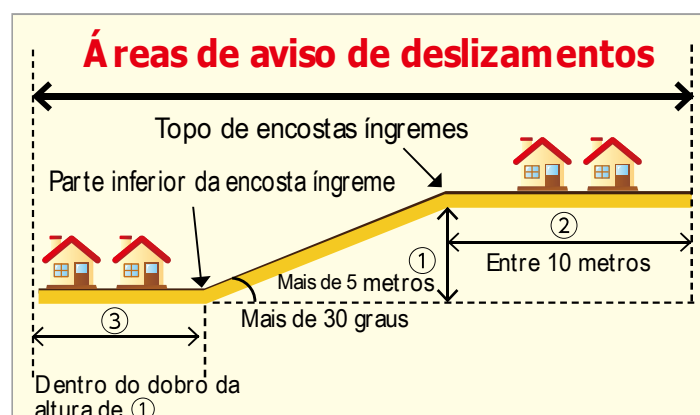 Áreas de aviso de deslizamentos
Topo de encostas íngremes
Parte inferior da encosta íngreme
②
①
Entre 10 metros
Mais de 5 metros
③
Mais de 30 graus
Dentro do dobro da
altura de ①